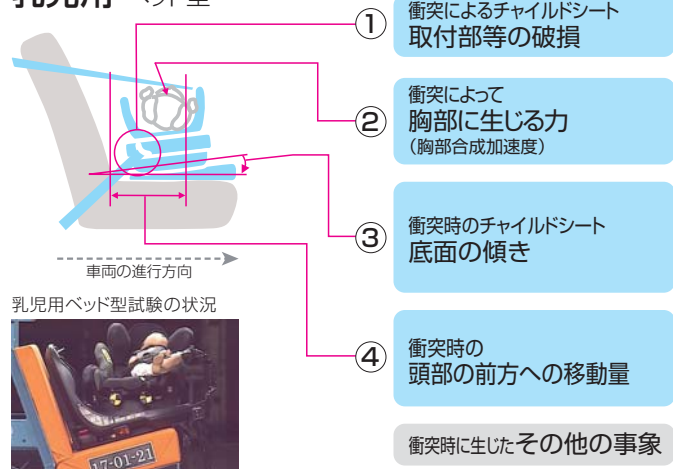 乳児用 ベッド型
① 衝突によるチャイルドシート
取付部等の破損
② 衝突によって
胸部に生じる力
(胸部合成加速度)
③ 衝突時のチャイルドシート
底面の傾き
車両の進行方向
乳児用ベッド型試験の状況
④ 衝突時の
頭部の前方への移動量
17-01-21
衝突時に生じたその他の事象